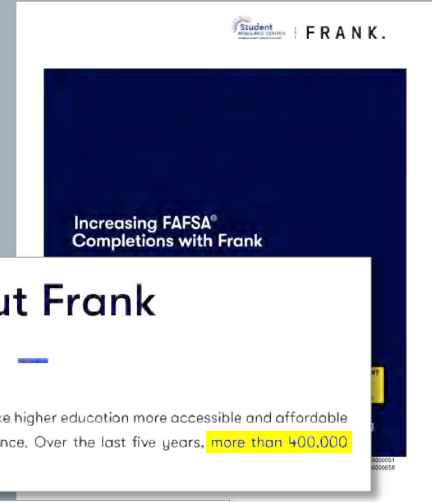 Student
RESOURCE CENTER
FRANK.
Increasing FAFSA®
Completions with Frank
ut Frank
ke higher education more accessible and affordable
nce. Over the last five years, more than 400,000